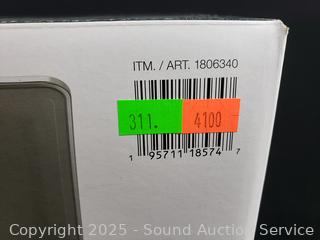 ITM. / ART. 1806340
311. 4100
1 95711 18574 7
Copyright 2025 - Sound Auction Service